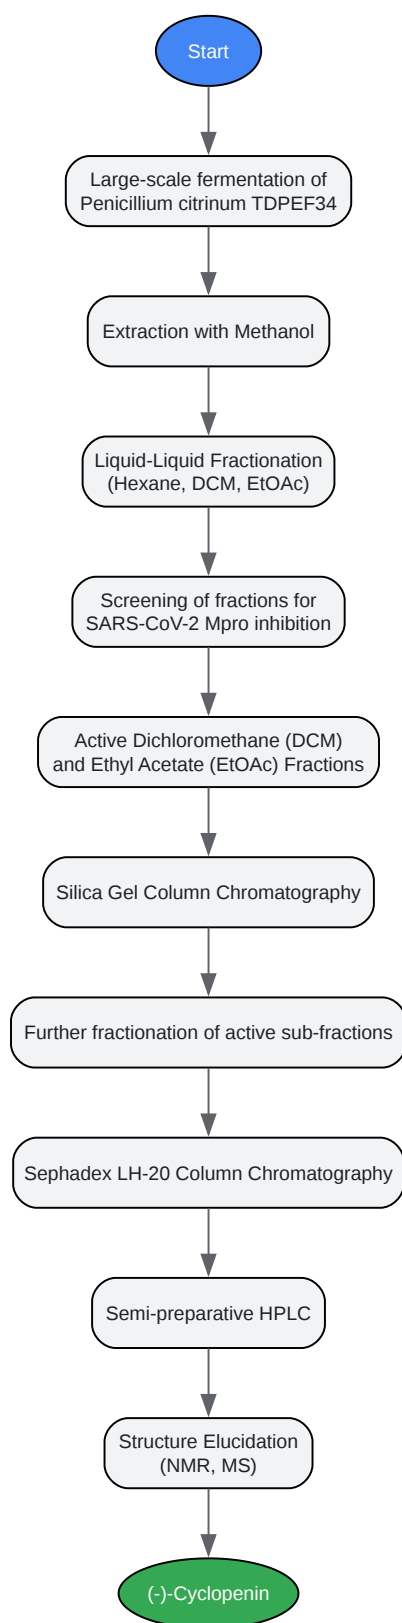 Start
Large-scale fermentation of
Penicillium citrinum TDPEF34
Extraction with Methanol
Liquid-Liquid Fractionation
(Hexane, DCM, EtOAc)
Screening of fractions for
SARS-CoV-2 Mpro inhibition
Active Dichloromethane (DCM)
and Ethyl Acetate (EtOAc) Fractions
Silica Gel Column Chromatography
Further fractionation of active sub-fractions
Sephadex LH-20 Column Chromatography
Semi-preparative HPLC
Structure Elucidation
(NMR, MS)
(-)-Cyclopenin